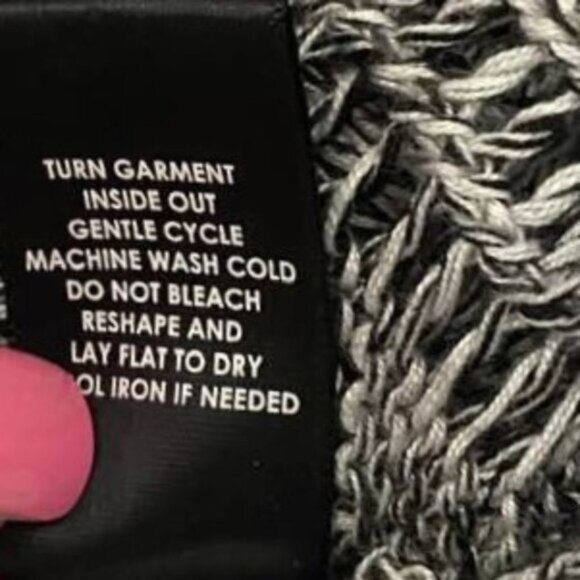 TURN GARMENT
INSIDE OUT
GENTLE CYCLE
MACHINE WASH COLD
DO NOT BLEACH
RESHAPE AND
LAY FLAT TO DRY
IRON IF NEEDED